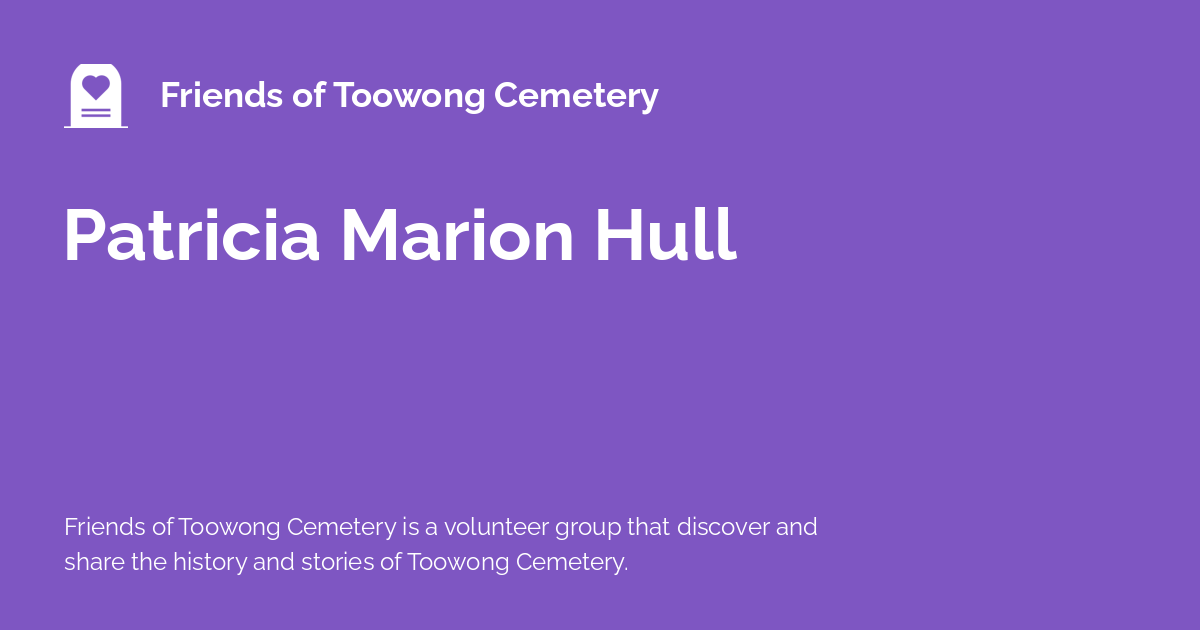 Friends of Toowong Cemetery
Patricia Marion Hull
Friends of Toowong Cemetery is a volunteer group that discover and
share the history and stories of Toowong Cemetery.